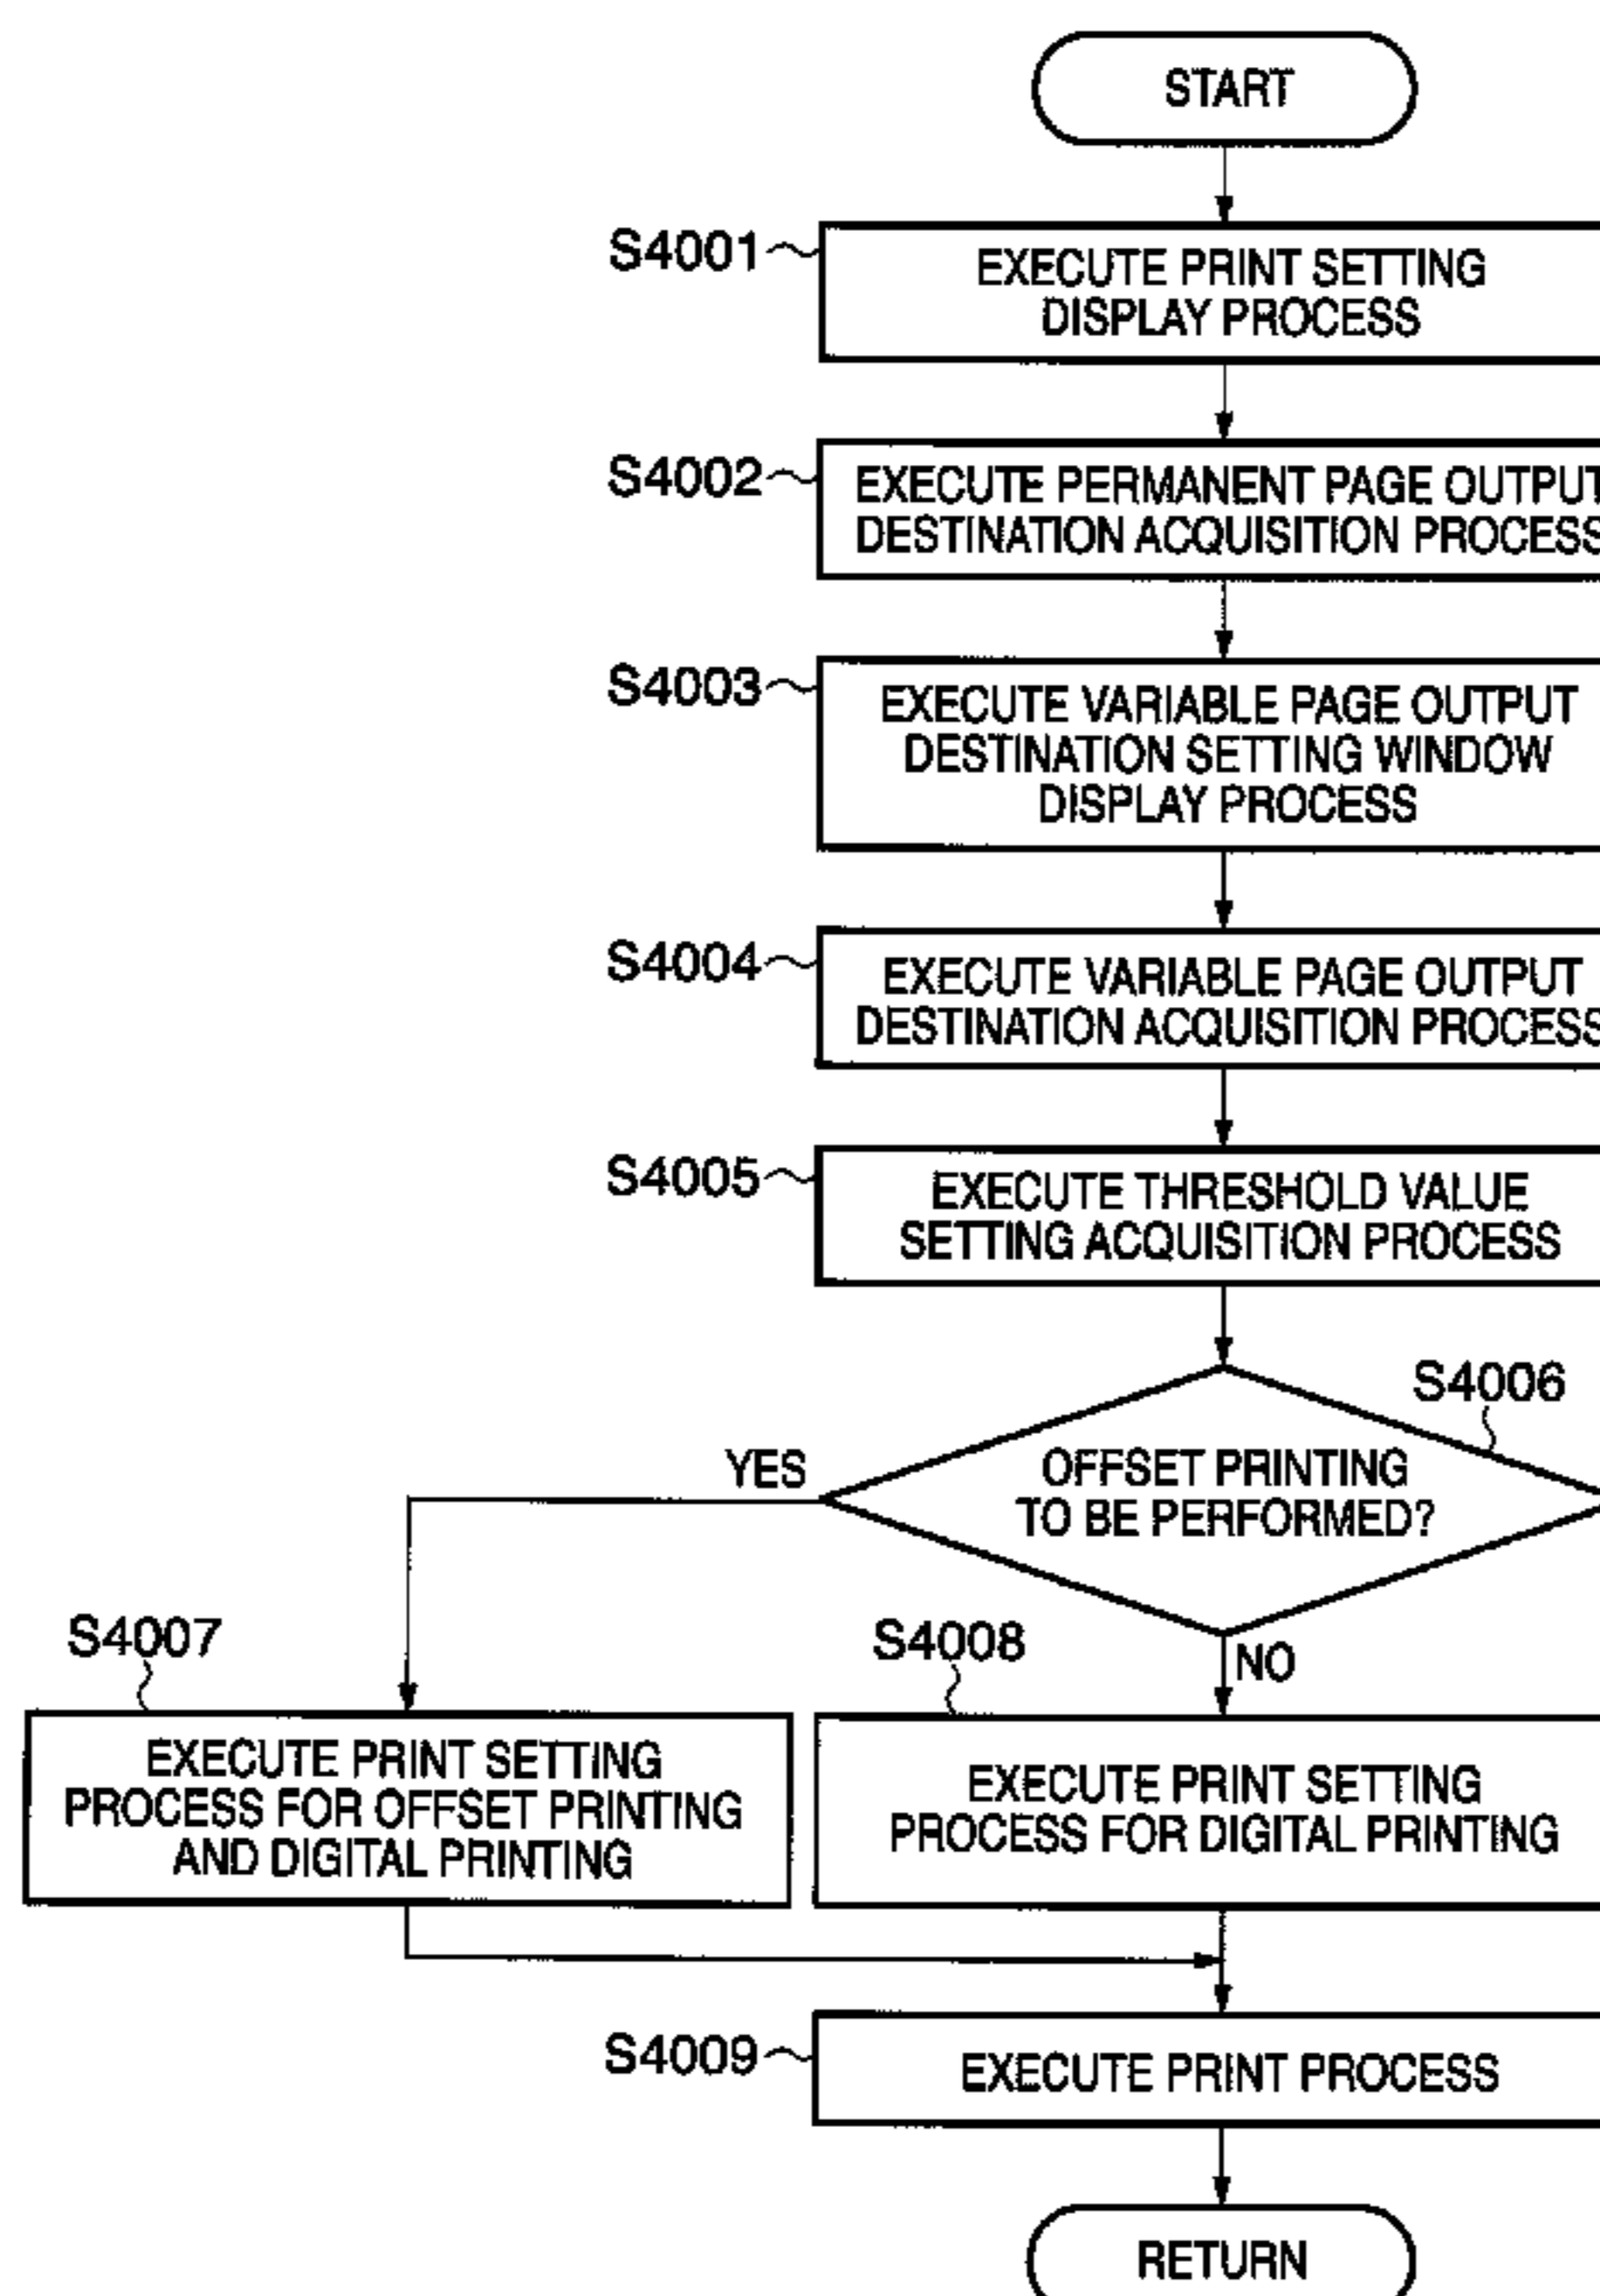 START
S4001
EXECUTE PRINT SETTING
DISPLAY PROCESS
S4002
EXECUTE PERMANENT PAGE OUTPUT
DESTINATION ACQUISITION PROCESS
S4003
EXECUTE VARIABLE PAGE OUTPUT
DESTINATION SETTING WINDOW
DISPLAY PROCESS
S4004
EXECUTE VARIABLE PAGE OUTPUT
DESTINATION ACQUISITION PROCESS
S4005
EXECUTE THRESHOLD VALUE
SETTING ACQUISITION PROCESS
S4006
YES
OFFSET PRINTING
TO BE PERFORMED?
NO
S4007
EXECUTE PRINT SETTING
PROCESS FOR OFFSET PRINTING
AND DIGITAL PRINTING
S4008
EXECUTE PRINT SETTING
PROCESS FOR DIGITAL PRINTING
S4009
EXECUTE PRINT PROCESS
RETURN